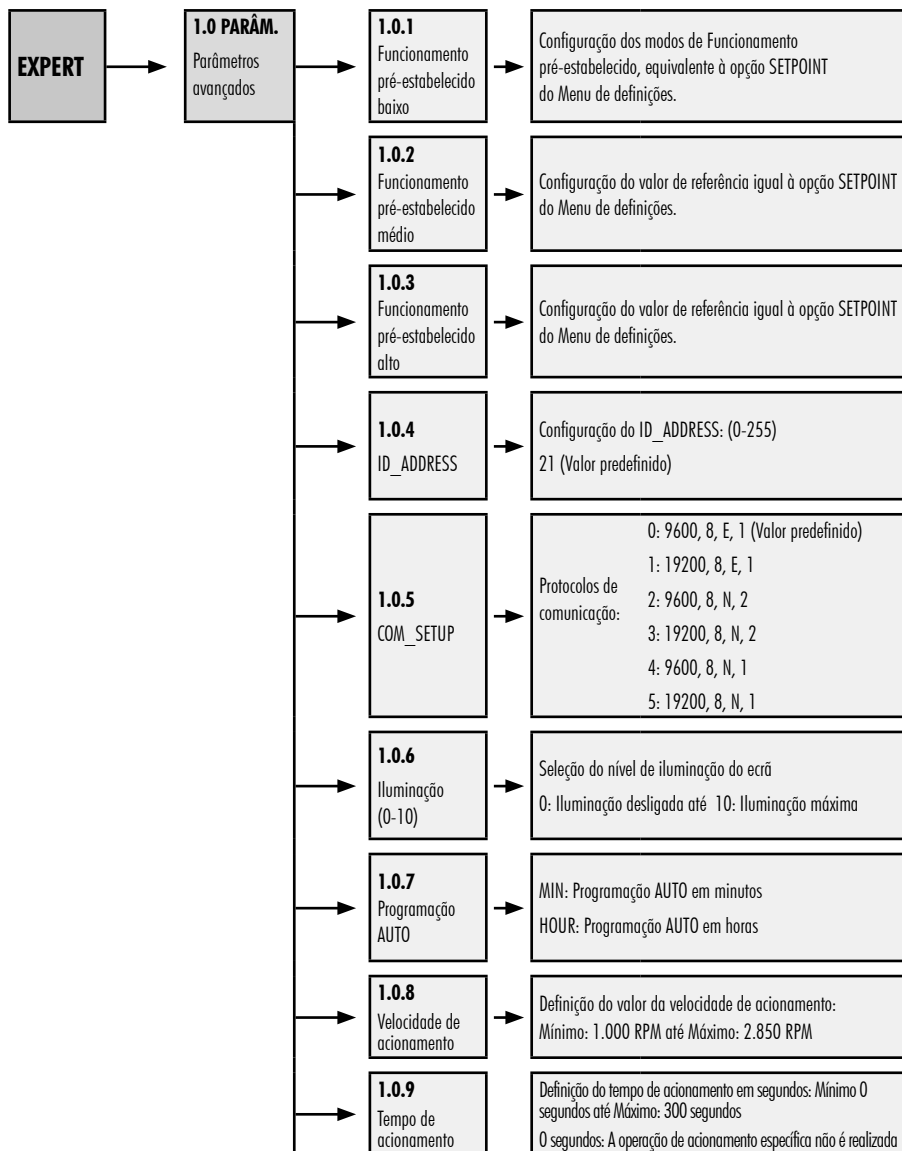 EXPERT
1.0 PARÂM.
Parâmetros
avançados
1.0.1
Funcionamento
pré-estabelecido
baixo
Configuração dos modos de Funcionamento
pré-estabelecido, equivalente à opção SETPOINT
do Menu de definições.
1.0.2
Funcionamento
pré-estabelecido
médio
Configuração do valor de referência igual à opção SETPOINT
do Menu de definições.
1.0.3
Funcionamento
pré-estabelecido
alto
Configuração do valor de referência igual à opção SETPOINT
do Menu de definições.
1.0.4
ID_ADDRESS
Configuração do ID_ADDRESS: (0-255)
21 (Valor predefinido)
1.0.5
COM_SETUP
Protocolos de
comunicação:
0: 9600, 8, E, 1 (Valor predefinido)
1: 19200, 8, E, 1
2: 9600, 8, N, 2
3: 19200, 8, N, 2
4: 9600, 8, N, 1
5: 19200, 8, N, 1
1.0.6
Iluminação
(0-10)
Seleção do nível de iluminação do ecrã
0: Iluminação desligada até 10: Iluminação máxima
1.0.7
Programação
AUTO
MIN: Programação AUTO em minutos
HOUR: Programação AUTO em horas
1.0.8
Velocidade de
acionamento
Definição do valor da velocidade de acionamento:
Mínimo: 1.000 RPM até Máximo: 2.850 RPM
1.0.9
Tempo de
acionamento
Definição do tempo de acionamento em segundos: Mínimo 0
segundos até Máximo: 300 segundos
0 segundos: A operação de acionamento específica não é realizada